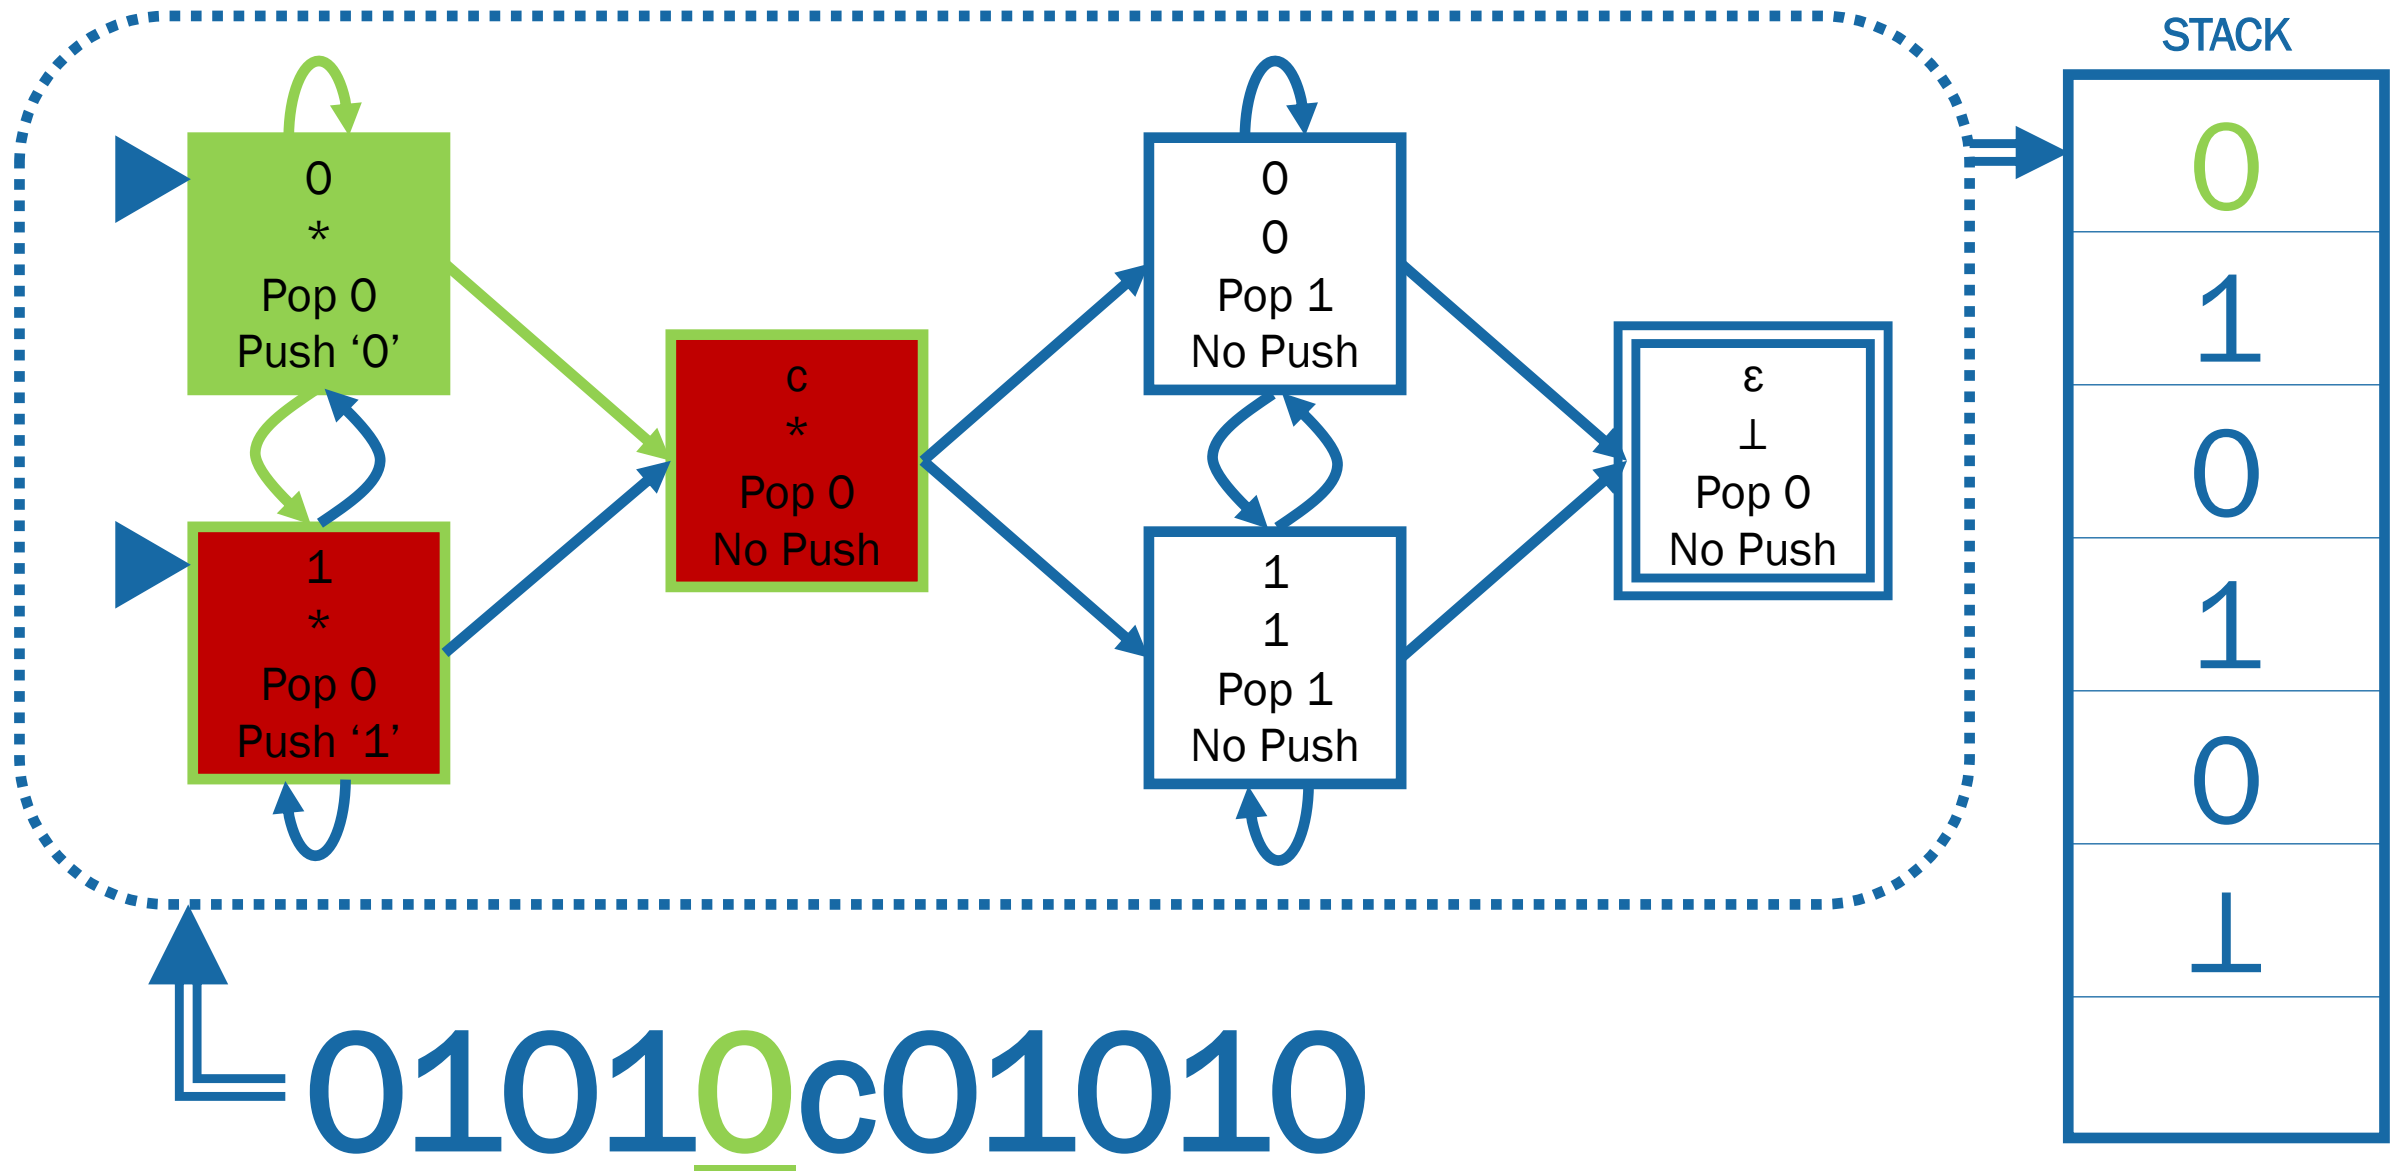 0
*
Pop 0
Push ‘0’
1
*
Pop 0
Push ‘1’
c
*
Pop 0
No Push
0
0
Pop 1
No Push
1
1
Pop 1
No Push
ε
⊥
Pop 0
No Push
STACK
0
1
0
1
0
⊥
01010c01010